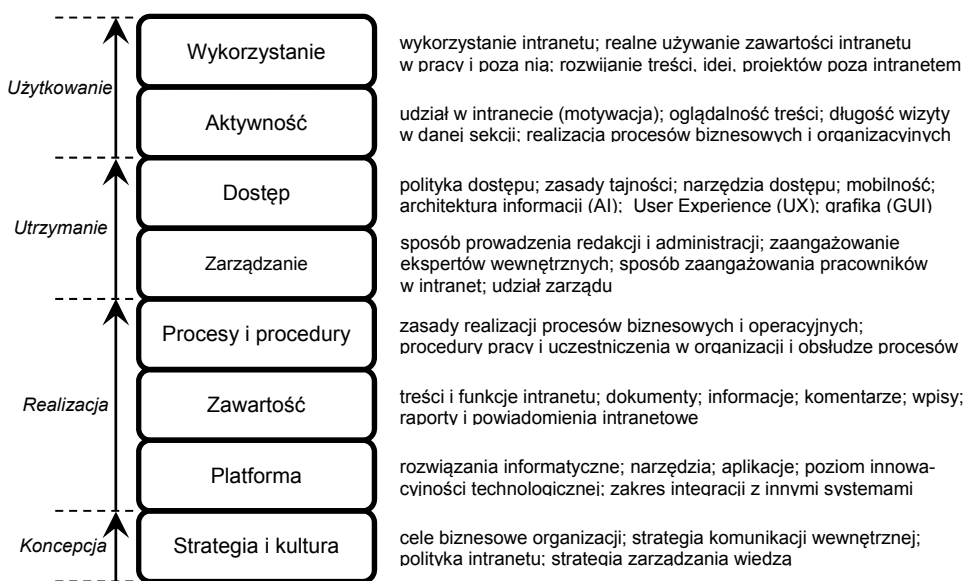 Wykorzystanie
wykorzystanie intranetu; realne używanie zawartości intranetu
w pracy i poza nią; rozwijanie treści, idei, projektów poza intranetem
Użytkowanie
Aktywność
udział w intranecie (motywacja); oglądalność treści; długość wizyty
w danej sekcji; realizacja procesów biznesowych i organizacyjnych
Dostęp
polityka dostępu; zasady tajności; narzędzia dostępu; mobilność;
architektura informacji (AI); User Experience (UX); grafika (GUI)
Utrzymanie
Zarządzanie
sposób prowadzenia redakcji i administracji; zaangażowanie
ekspertów wewnętrznych; sposób zaangażowania pracowników
w intranet; udział zarządu
Procesy i procedury
zasady realizacji procesów biznesowych i operacyjnych;
procedury pracy i uczestniczenia w organizacji i obsłudze procesów
Realizacja
Zawartość
treści i funkcje intranetu; dokumenty; informacje; komentarze; wpisy;
raporty i powiadomienia intranetowe
Platforma
rozwiązania informatyczne; narzędzia; aplikacje; poziom innowa-
cyjności technologicznej; zakres integracji z innymi systemami
Koncepcja
Strategia i kultura
cele biznesowe organizacji; strategia komunikacji wewnętrznej;
polityka intranetu; strategia zarządzania wiedzą